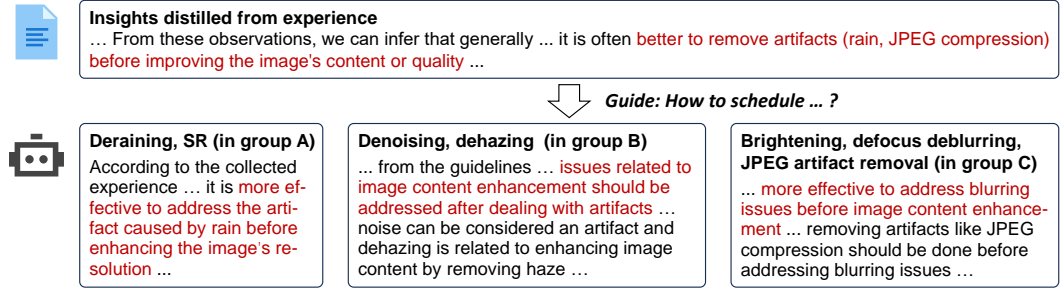 Insights distilled from experience
… From these observations, we can infer that generally ... it is often better to remove artifacts (rain, JPEG compression)
before improving the image's content or quality ...
Guide: How to schedule … ?
Deraining, SR (in group A)
According to the collected
experience … it is more ef-
fective to address the arti-
fact caused by rain before
enhancing the image's re-
solution ...
Denoising, dehazing (in group B)
... from the guidelines … issues related to
image content enhancement should be
addressed after dealing with artifacts …
noise can be considered an artifact and
dehazing is related to enhancing image
content by removing haze …
Brightening, defocus deblurring,
JPEG artifact removal (in group C)
... more effective to address blurring
issues before image content enhance-
ment ... removing artifacts like JPEG
compression should be done before
addressing blurring issues …